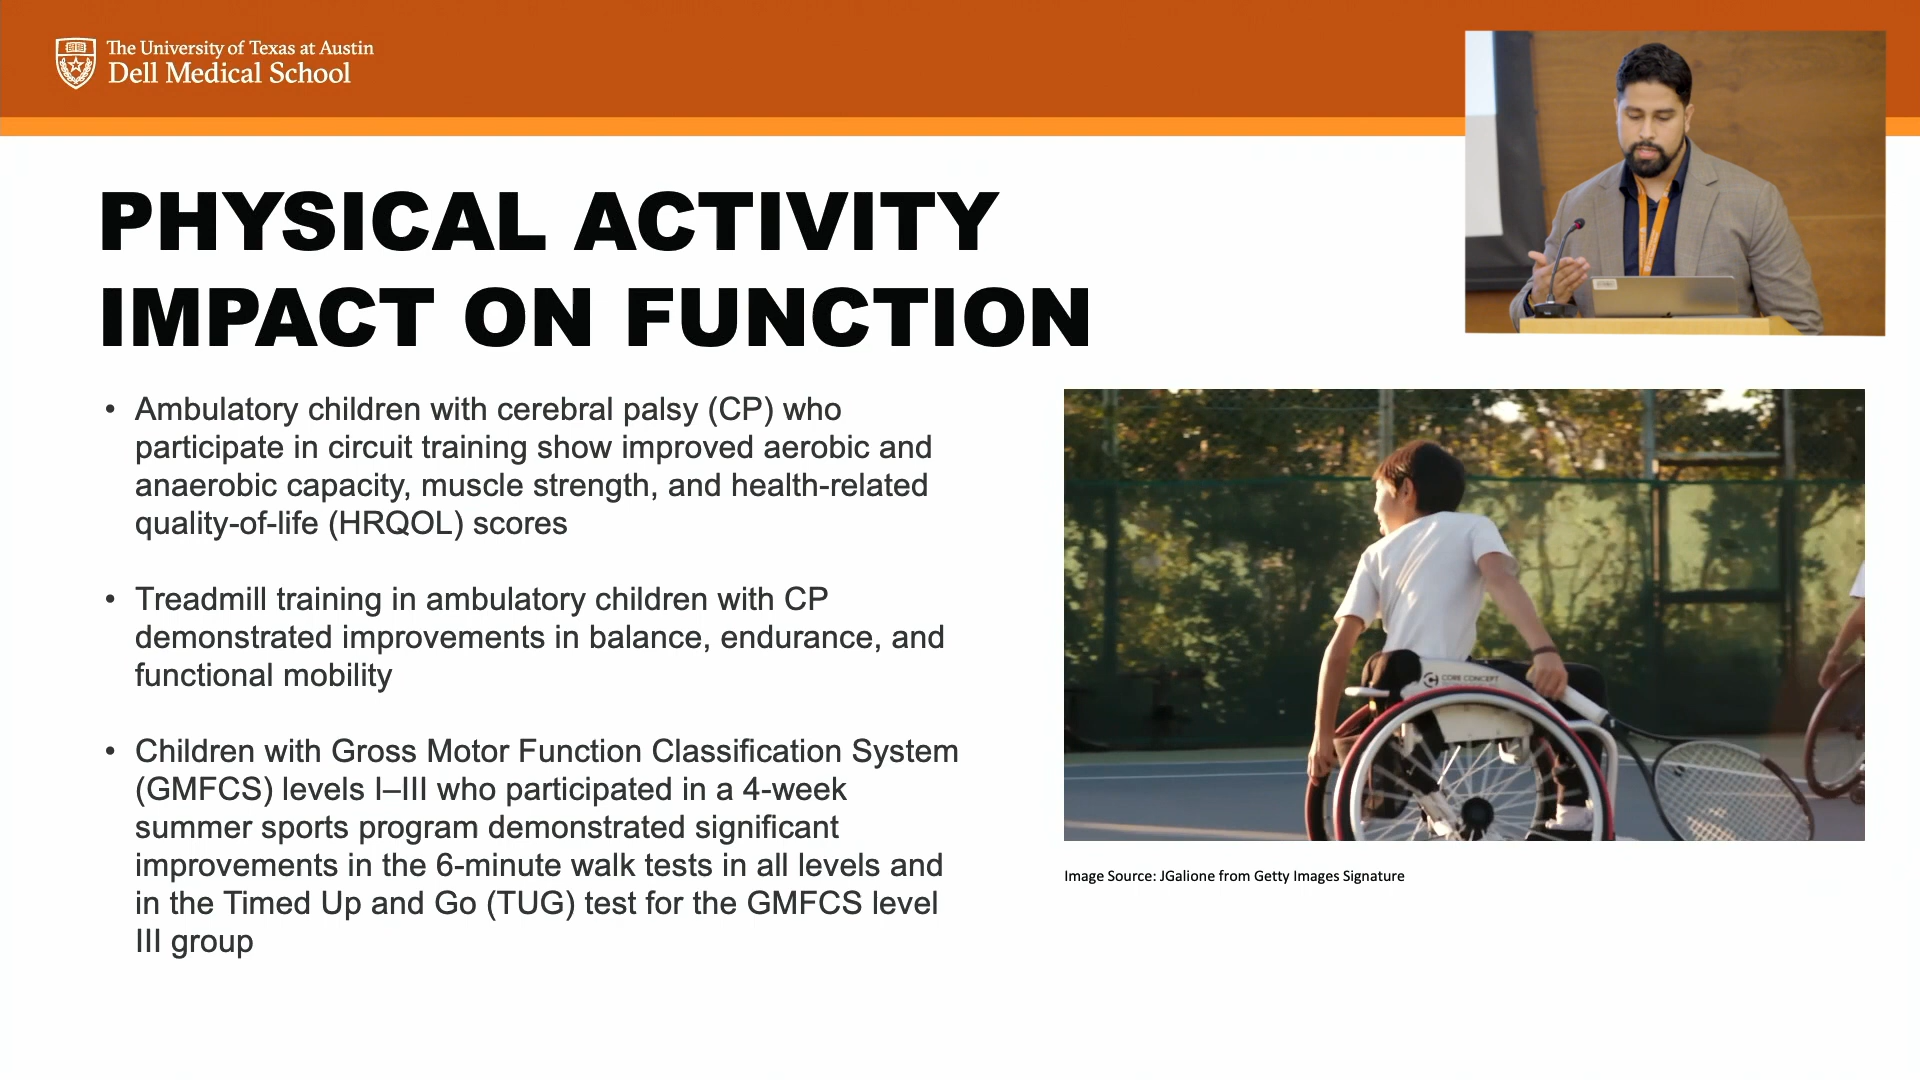 The University of Texas at Austin
Dell Medical School
PHYSICAL ACTIVITY
IMPACT ON FUNCTION
• Ambulatory children with cerebral palsy (CP) who
participate in circuit training show improved aerobic and
anaerobic capacity, muscle strength, and health-related
quality-of-life (HRQOL) scores
• Treadmill training in ambulatory children with CP
demonstrated improvements in balance, endurance, and
functional mobility
• Children with Gross Motor Function Classification System
(GMFCS) levels I–III who participated in a 4-week
summer sports program demonstrated significant
improvements in the 6-minute walk tests in all levels and
in the Timed Up and Go (TUG) test for the GMFCS level
III group
CORE CONCEPT
Image Source: JGalione from Getty Images Signature